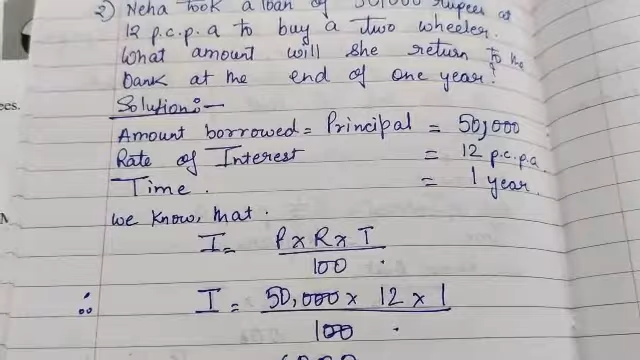 2) Neha took a loan of 50,000 rupees at
12 p.c.p.a to buy a two wheeler.
What amount will she return to the
bank at the end of one year?
Solution:-
Amount borrowed = Principal = 50,000
Rate of Interest = 12 p.c.p.a.
Time. = 1 year.
we know, that.
I = P x R x T
100
∴ I = 50,000 x 12 x 1
100